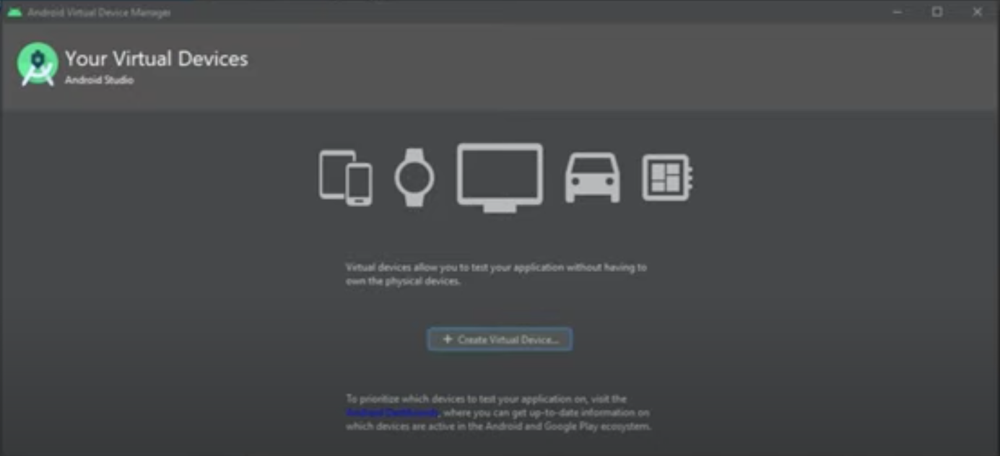 Android Virtual Device Manager
Your Virtual Devices
Android Studio
Virtual devices allow you to test your application without having to
own the physical devices.
+ Create Virtual Device...
To prioritize which devices to test your application on, visit the
Android Dashboards, where you can get up-to-date information on
which devices are active in the Android and Google Play ecosystem.